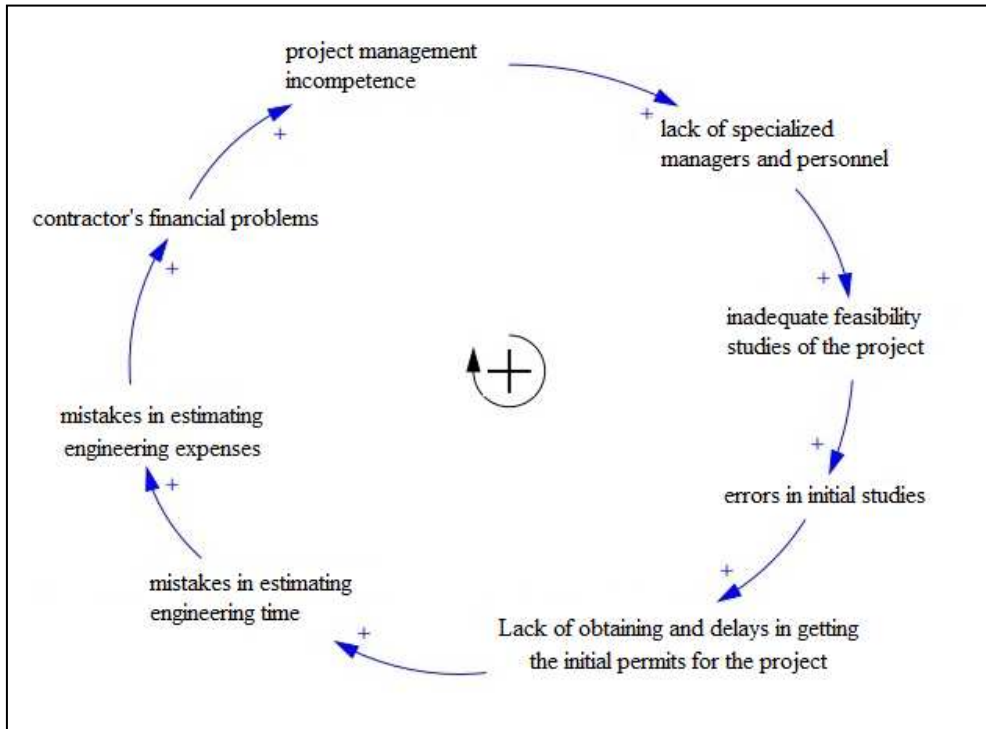 project management
incompetence
+
+
lack of specialized
managers and personnel
contractor's financial problems
+
+
inadequate feasibility
studies of the project
+
mistakes in estimating
engineering expenses
+
+
errors in initial studies
+
mistakes in estimating
engineering time
+
Lack of obtaining and delays in getting
the initial permits for the project